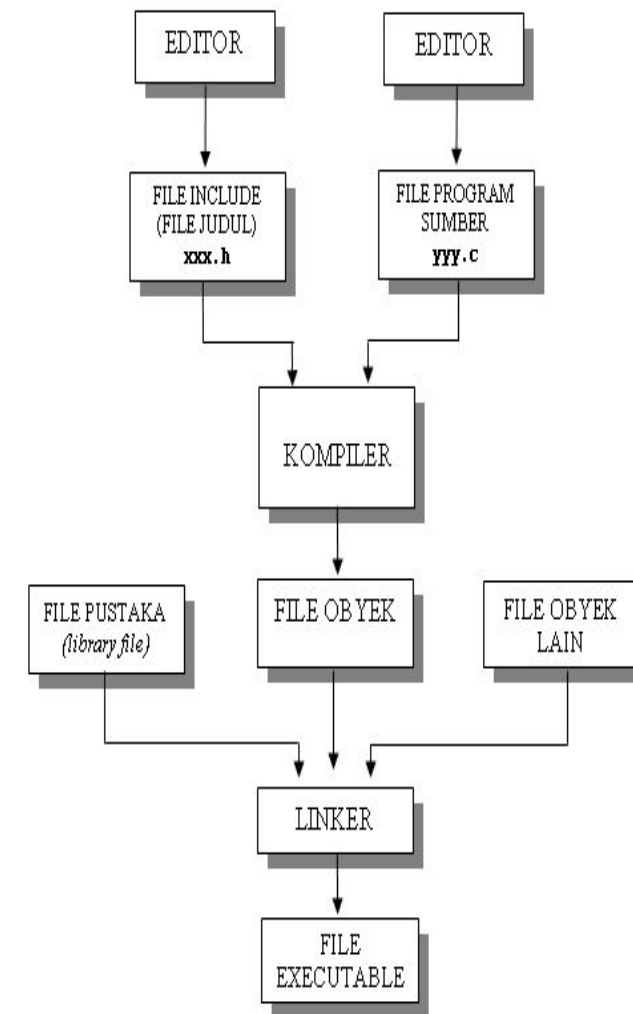 EDITOR
EDITOR
FILE INCLUDE
(FILE JUDUL)
xxx.h
FILE PROGRAM
SUMBER
yyy.c
KOMPILER
FILE PUSTAKA
(library file)
FILE OBYEK
FILE OBYEK
LAIN
LINKER
FILE
EXECUTABLE